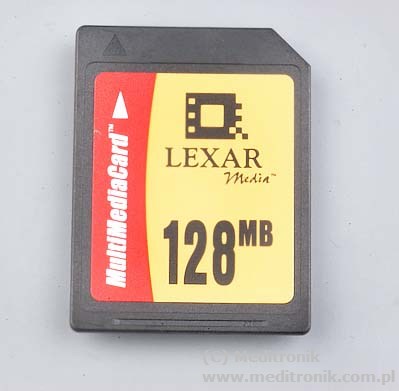 MultiMediaCard™
LEXAR
Media™
128MB
(C) Meditronik
www.meditronik.com.pl